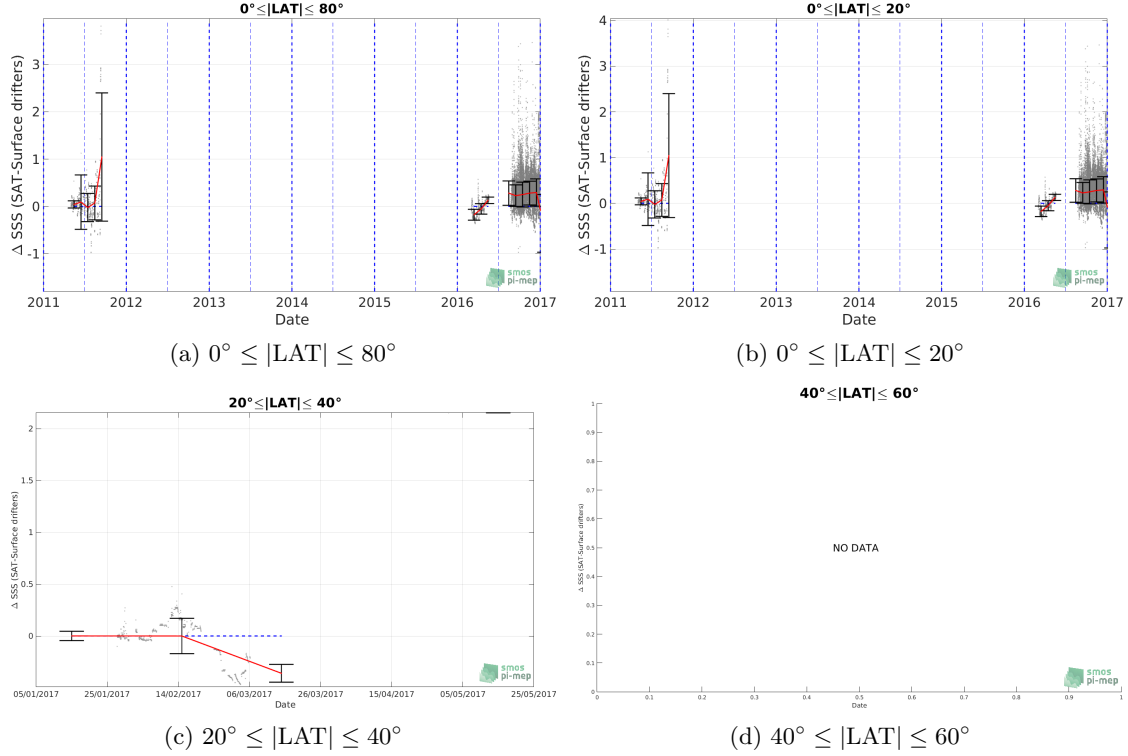 0°≤|LAT|≤ 80°
Δ SSS (SAT-Surface drifters)
3
2
1
0
-1
2011 2012 2013 2014 2015 2016 2017
Date
smos
pi-mep
(a) 0° ≤ |LAT| ≤ 80°
0°≤|LAT|≤ 20°
Δ SSS (SAT-Surface drifters)
4
3
2
1
0
-1
2011 2012 2013 2014 2015 2016 2017
Date
smos
pi-mep
(b) 0° ≤ |LAT| ≤ 20°
20°≤|LAT|≤ 40°
Δ SSS (SAT-Surface drifters)
2
1.5
1
0.5
0
05/01/2017 25/01/2017 14/02/2017 06/03/2017 26/03/2017 15/04/2017 05/05/2017 25/05/2017
Date
smos
pi-mep
(c) 20° ≤ |LAT| ≤ 40°
40°≤|LAT|≤ 60°
Δ SSS (SAT-Surface drifters)
1
0.9
0.8
0.7
0.6
0.5
0.4
0.3
0.2
0.1
0
NO DATA
0 0.1 0.2 0.3 0.4 0.5 0.6 0.7 0.8 0.9 1
Date
smos
pi-mep
(d) 40° ≤ |LAT| ≤ 60°